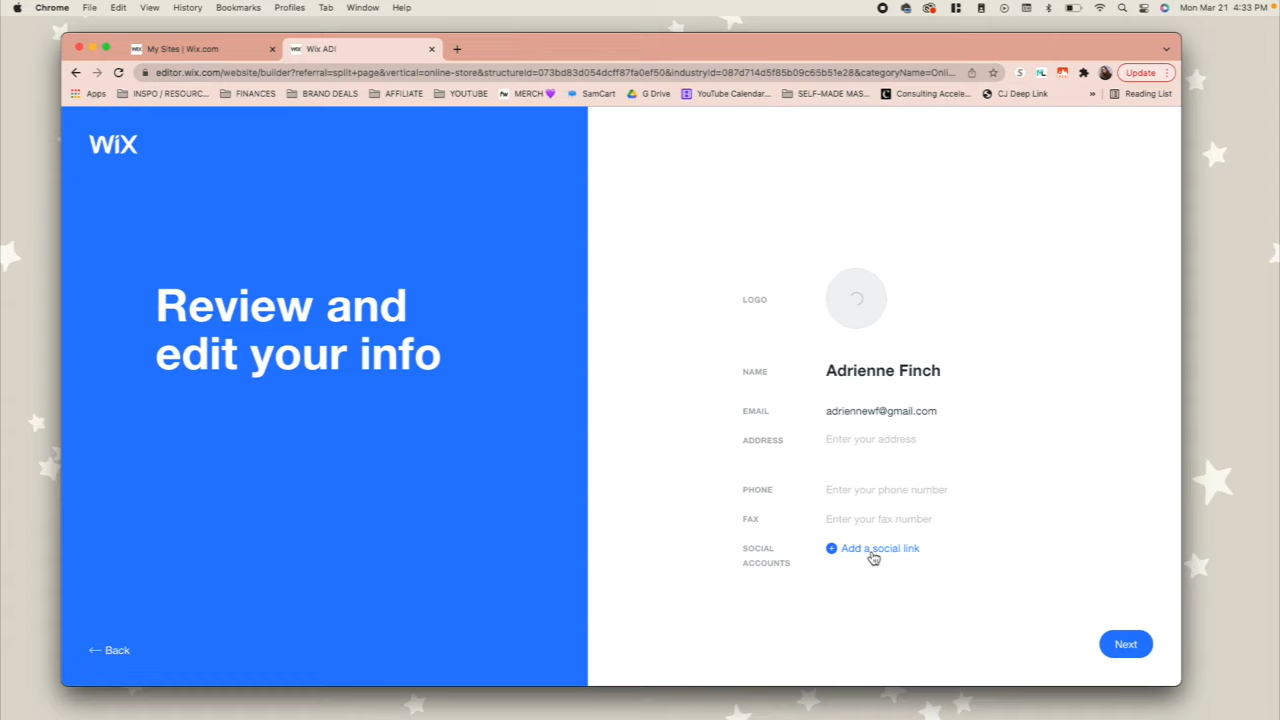 Chrome File Edit View History Bookmarks Profiles Tab Window Help Mon Mar 21 4:33 PM
WiX My Sites | Wix.com × WiX Wix ADI × +
editor.wix.com/website/builder?referral=split+page&vertical=online-store&structureId=073bd83d054dcff87fa0ef50&industryId=087d714d5f85b09c65b51e28&categoryName=Onli... Update
Apps INSPO / RESOURC... FINANCES BRAND DEALS AFFILIATE YOUTUBE MERCH 💜 SamCart G Drive YouTube Calendar... SELF-MADE MAS... Consulting Accele... CJ Deep Link » Reading List
WiX
Review and
edit your info
LOGO
NAME Adrienne Finch
EMAIL adriennewf@gmail.com
ADDRESS Enter your address
PHONE Enter your phone number
FAX Enter your fax number
SOCIAL Add a social link
ACCOUNTS
Next
← Back